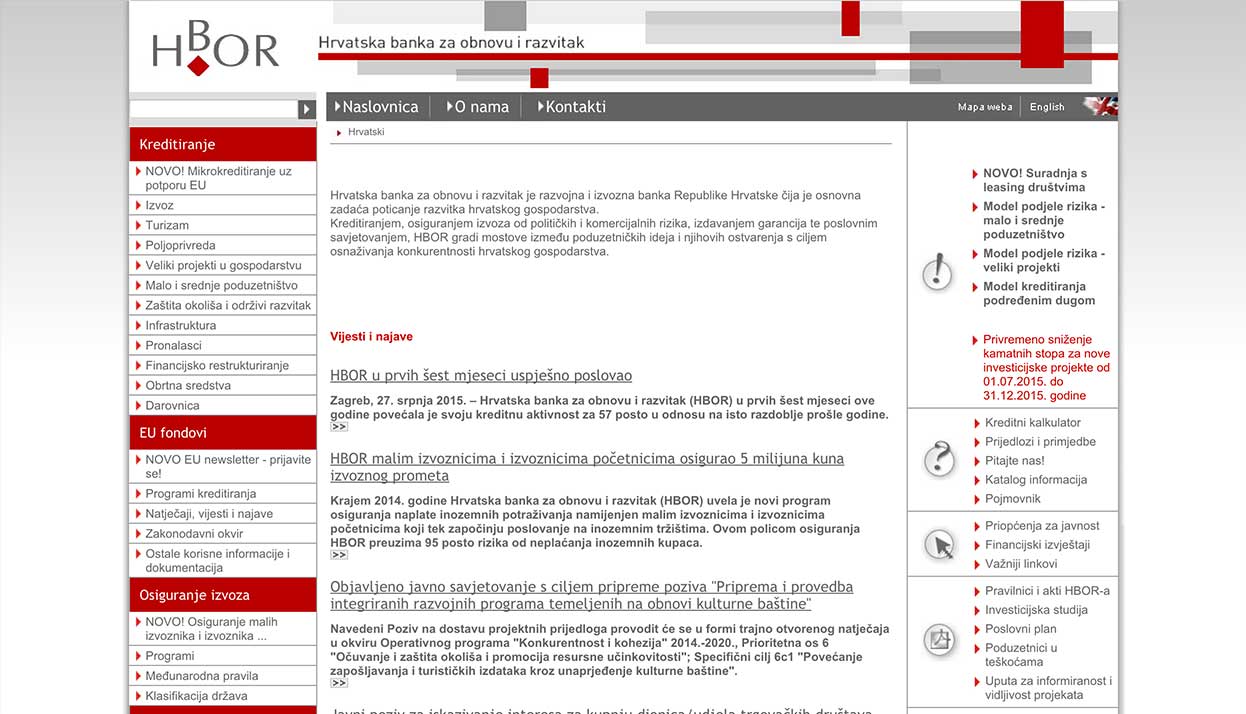 HBOR
Hrvatska banka za obnovu i razvitak
Naslovnica
O nama
Kontakti
Mapa weba
English
Hrvatski
Kreditiranje
NOVO! Mikrokreditiranje uz
potporu EU
Izvoz
Turizam
Poljoprivreda
Veliki projekti u gospodarstvu
Malo i srednje poduzetništvo
Zaštita okoliša i održivi razvitak
Infrastruktura
Pronalasci
Financijsko restrukturiranje
Obrtna sredstva
Darovnica
EU fondovi
NOVO EU newsletter - prijavite
se!
Programi kreditiranja
Natječaji, vijesti i najave
Zakonodavni okvir
Ostale korisne informacije i
dokumentacija
Osiguranje izvoza
NOVO! Osiguranje malih
izvoznika i izvoznika ...
Programi
Međunarodna pravila
Klasifikacija država
Hrvatska banka za obnovu i razvitak je razvojna i izvozna banka Republike Hrvatske čija je osnovna
zadaća poticanje razvitka hrvatskog gospodarstva.
Kreditiranjem, osiguranjem izvoza od političkih i komercijalnih rizika, izdavanjem garancija te poslovnim
savjetovanjem, HBOR gradi mostove između poduzetničkih ideja i njihovih ostvarenja s ciljem
osnaživanja konkurentnosti hrvatskog gospodarstva.
Vijesti i najave
HBOR u prvih šest mjeseci uspješno poslovao
Zagreb, 27. srpnja 2015. – Hrvatska banka za obnovu i razvitak (HBOR) u prvih šest mjeseci ove
godine povećala je svoju kreditnu aktivnost za 57 posto u odnosu na isto razdoblje prošle godine.
>>
HBOR malim izvoznicima i izvoznicima početnicima osigurao 5 milijuna kuna
izvoznog prometa
Krajem 2014. godine Hrvatska banka za obnovu i razvitak (HBOR) uvela je novi program
osiguranja naplate inozemnih potraživanja namijenjen malim izvoznicima i izvoznicima
početnicima koji tek započinju poslovanje na inozemnim tržištima. Ovom policom osiguranja
HBOR preuzima 95 posto rizika od neplaćanja inozemnih kupaca.
>>
Objavljeno javno savjetovanje s ciljem pripreme poziva "Priprema i provedba
integriranih razvojnih programa temeljenih na obnovi kulturne baštine"
Navedeni Poziv na dostavu projektnih prijedloga provodit će se u formi trajno otvorenog natječaja
u okviru Operativnog programa "Konkurentnost i kohezija" 2014.-2020., Prioritetna os 6
"Očuvanje i zaštita okoliša i promocija resursne učinkovitosti"; Specifični cilj 6c1 "Povećanje
zapošljavanja i turističkih izdataka kroz unaprjeđenje kulturne baštine".
>>
Javni poziv za iskazivanje interesa za kupnju dionica/udjela trgovačkih društava
NOVO! Suradnja s
leasing društvima
Model podjele rizika -
malo i srednje
poduzetništvo
Model podjele rizika -
veliki projekti
Model kreditiranja
podređenim dugom
Privremeno sniženje
kamatnih stopa za nove
investicijske projekte od
01.07.2015. do
31.12.2015. godine
Kreditni kalkulator
Prijedlozi i primjedbe
Pitajte nas!
Katalog informacija
Pojmovnik
Priopćenja za javnost
Financijski izvještaji
Važniji linkovi
Pravilnici i akti HBOR-a
Investicijska studija
Poslovni plan
Poduzetnici u
teškoćama
Uputa za informiranost i
vidljivost projekata